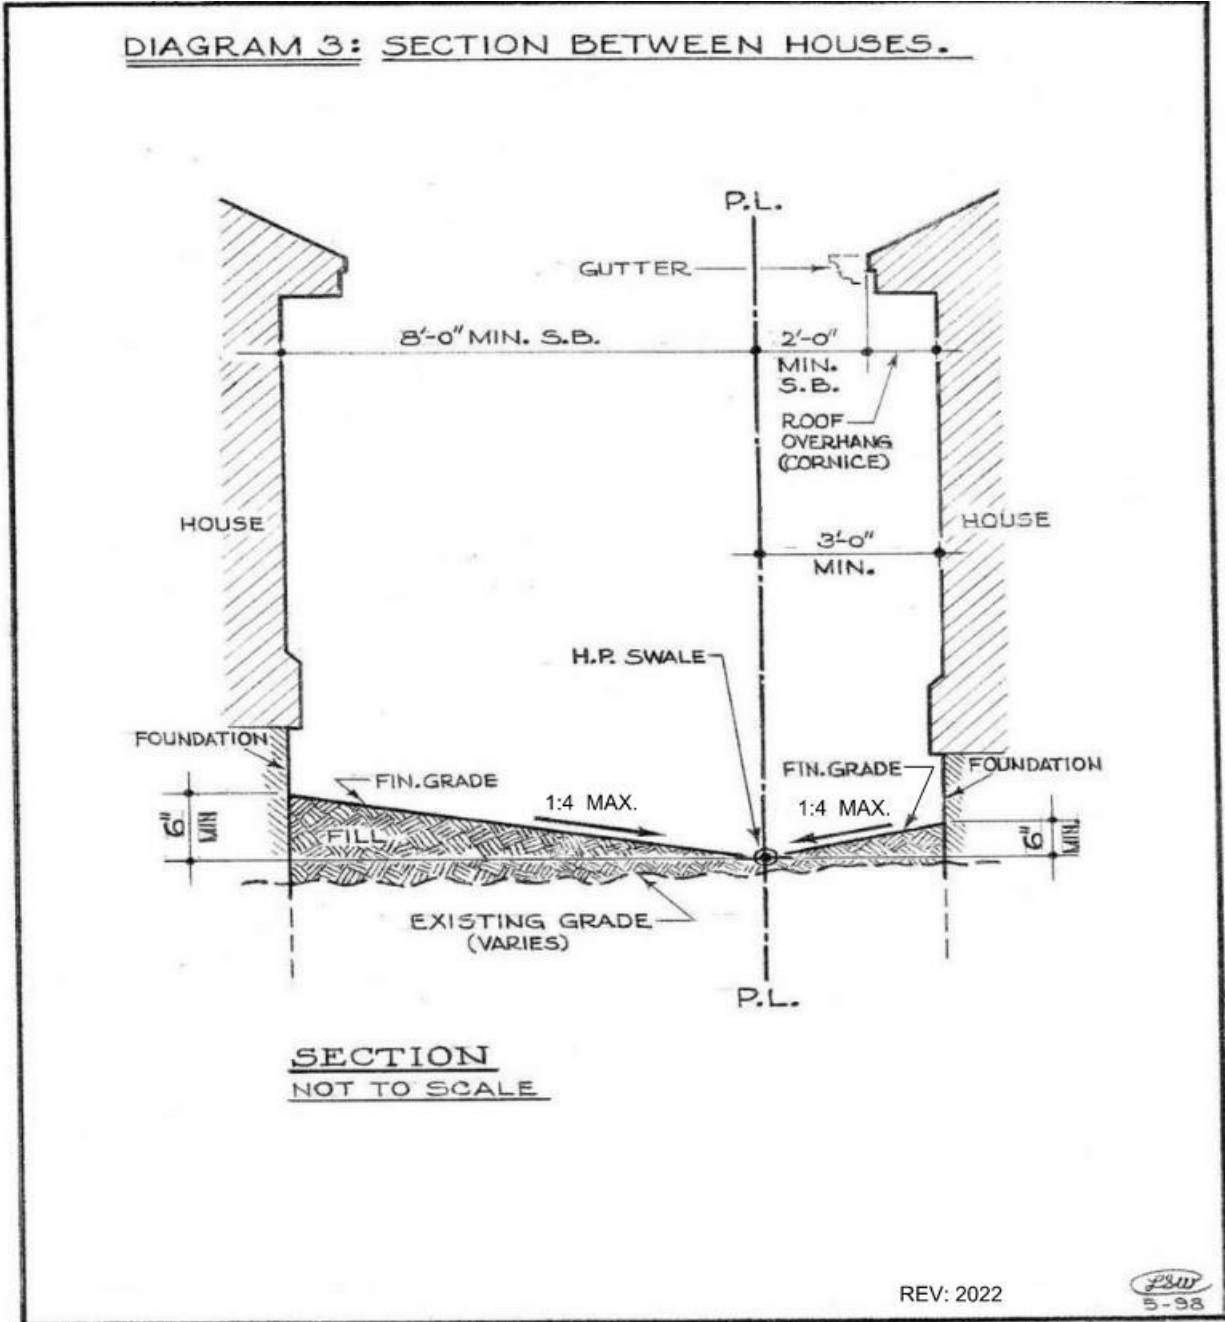 DIAGRAM 3: SECTION BETWEEN HOUSES.
P.L.
GUTTER
8'-0" MIN. S.B.
2'-0"
MIN.
S.B.
ROOF
OVERHANG
(CORNICE)
HOUSE
HOUSE
3'-0"
MIN.
H.P. SWALE
FOUNDATION
FIN.GRADE
FIN.GRADE
FOUNDATION
1:4 MAX.
1:4 MAX.
6"
MIN
FILL
6"
MIN.
EXISTING GRADE
(VARIES)
P.L.
SECTION
NOT TO SCALE
REV: 2022
LSW
5-98